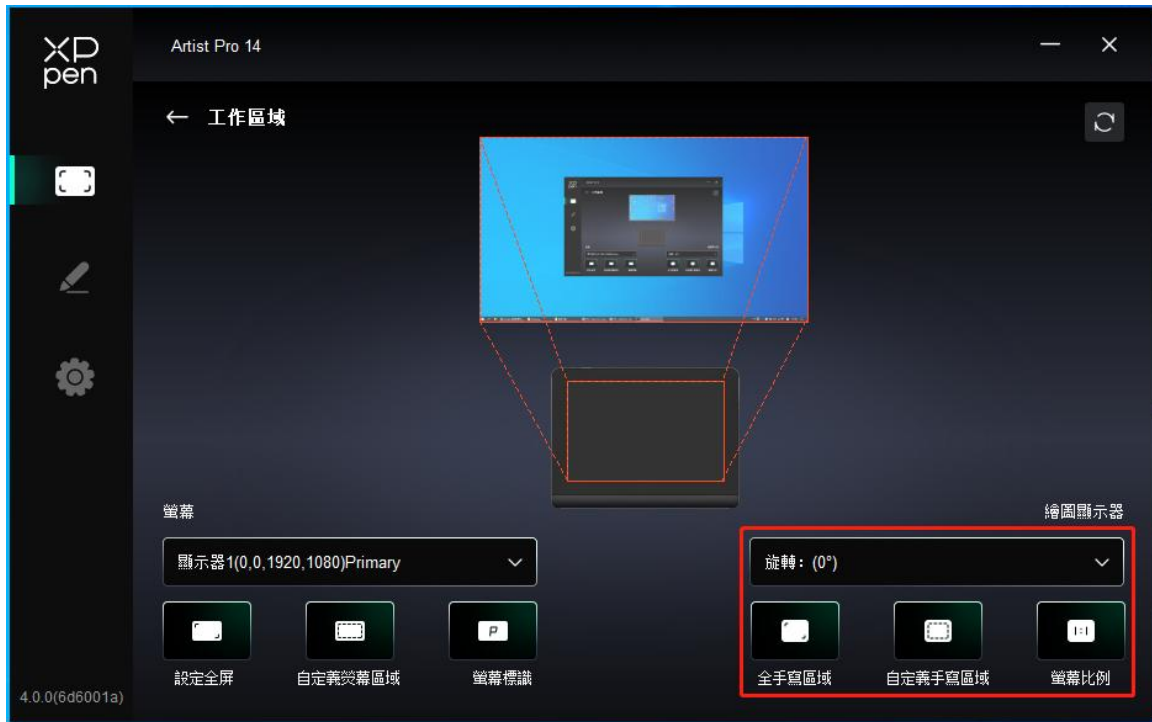 XP
pen
Artist Pro 14
← 工作區域
螢幕
繪圖顯示器
顯示器1(0,0,1920,1080)Primary
旋轉: (0°)
P
1:1
設定全屏
自定義熒幕區域
螢幕標識
全手寫區域
自定義手寫區域
螢幕比例
4.0.0(6d6001a)